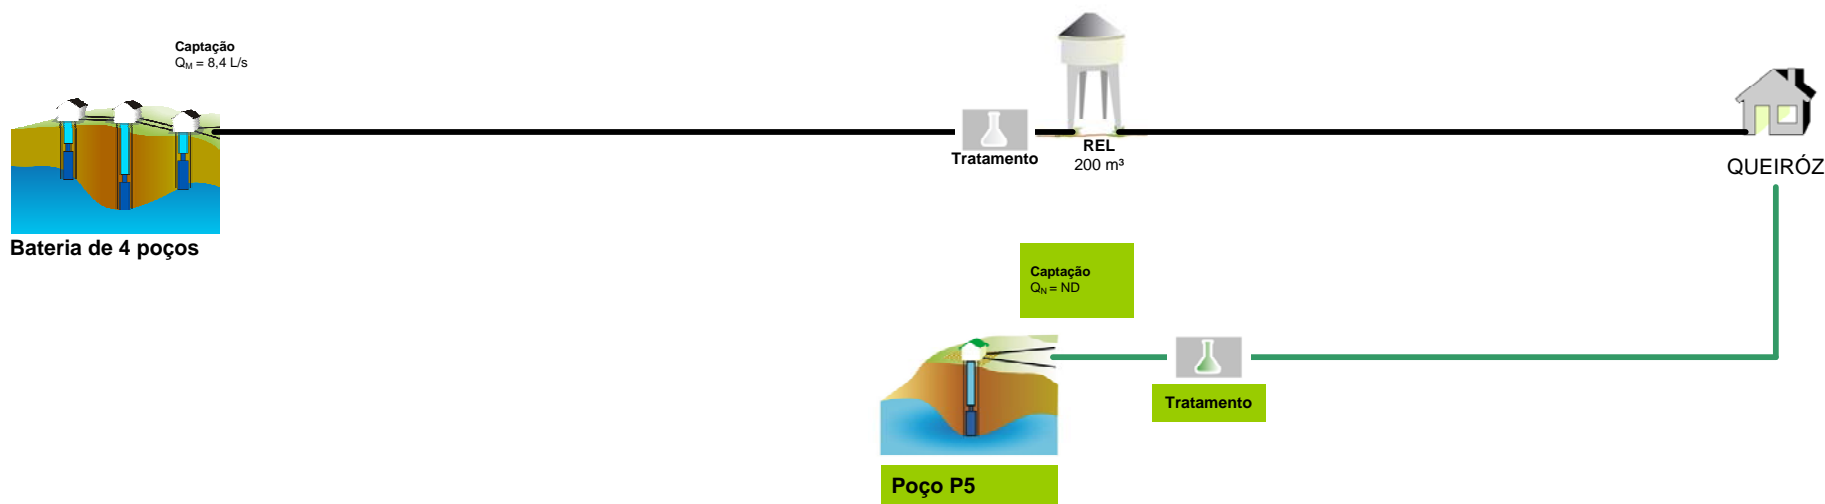 Captação
QM = 8,4 L/s
Tratamento
REL
200 m³
QUEIRÓZ
Bateria de 4 poços
Captação
QN = ND
Tratamento
Poço P5